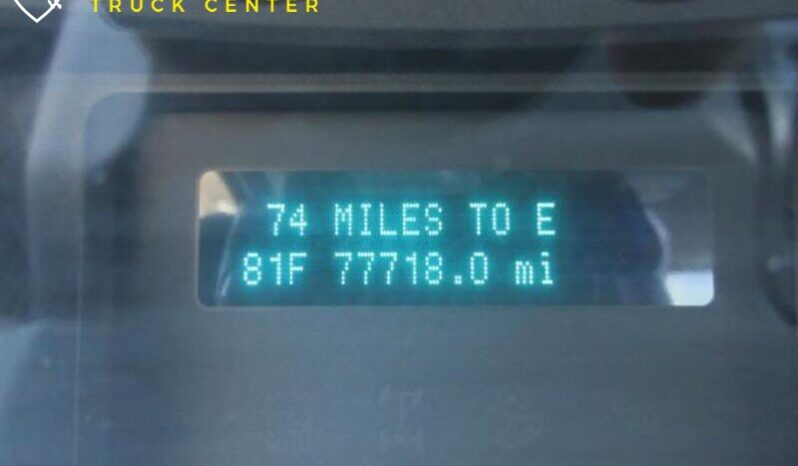 TRUCK CENTER
74 MILES TO E
81F 77718.0 mi